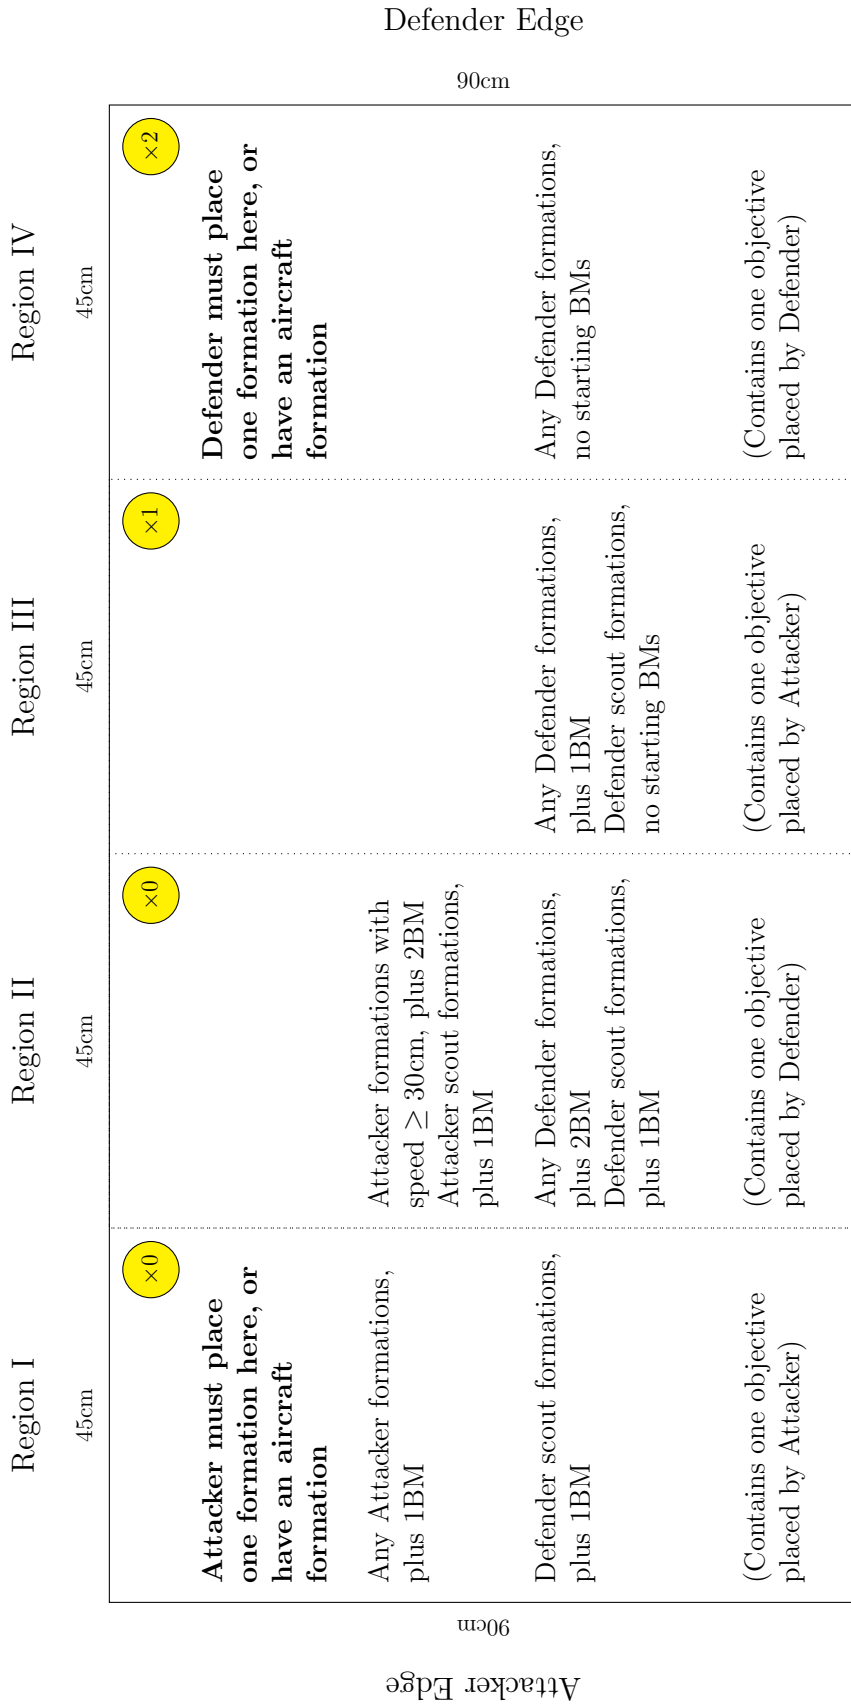 Attacker Edge
90cm
Region I
45cm
×0
Attacker must place
one formation here, or
have an aircraft
formation
Any Attacker formations,
plus 1BM
Defender scout formations,
plus 1BM
(Contains one objective
placed by Attacker)
Region II
45cm
×0
Attacker formations with
speed ≥ 30cm, plus 2BM
Attacker scout formations,
plus 1BM
Any Defender formations,
plus 2BM
Defender scout formations,
plus 1BM
(Contains one objective
placed by Defender)
Region III
45cm
×1
Any Defender formations,
plus 1BM
Defender scout formations,
no starting BMs
(Contains one objective
placed by Attacker)
Region IV
45cm
×2
Defender must place
one formation here, or
have an aircraft
formation
Any Defender formations,
no starting BMs
(Contains one objective
placed by Defender)
90cm
Defender Edge